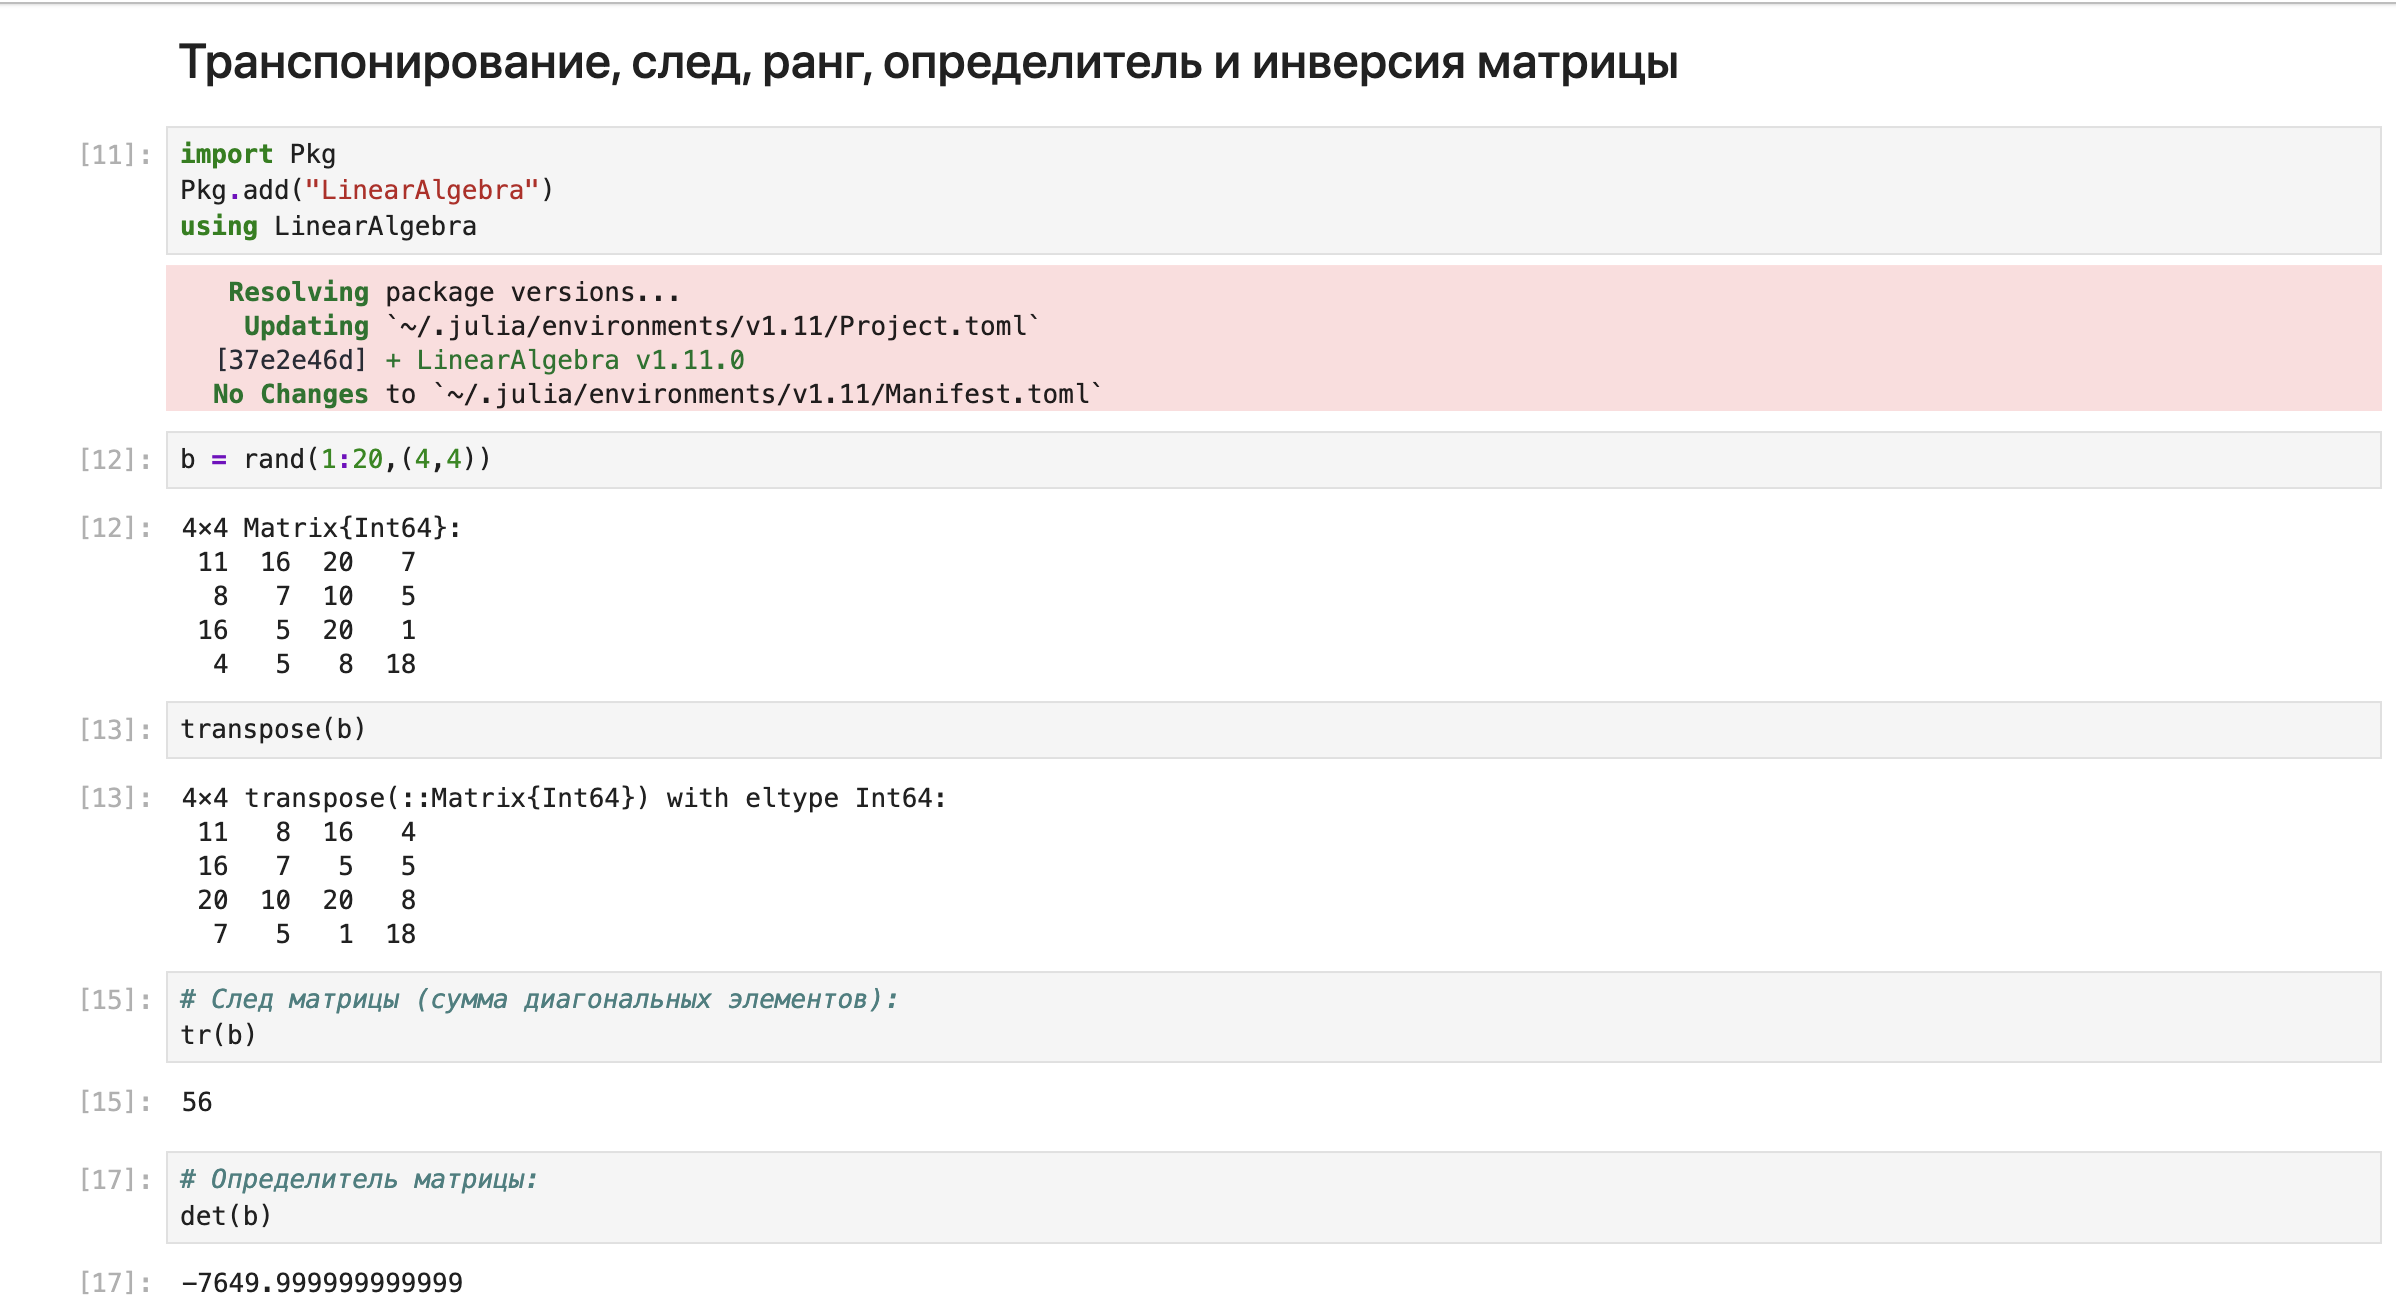 Транспонирование, след, ранг, определитель и инверсия матрицы
[11]: import Pkg
Pkg.add("LinearAlgebra")
using LinearAlgebra
Resolving package versions...
Updating `~/.julia/environments/v1.11/Project.toml`
[37e2e46d] + LinearAlgebra v1.11.0
No Changes to `~/.julia/environments/v1.11/Manifest.toml`
[12]: b = rand(1:20,(4,4))
[12]: 4×4 Matrix{Int64}:
11 16 20 7
8 7 10 5
16 5 20 1
4 5 8 18
[13]: transpose(b)
[13]: 4×4 transpose(::Matrix{Int64}) with eltype Int64:
11 8 16 4
16 7 5 5
20 10 20 8
7 5 1 18
[15]: # След матрицы (сумма диагональных элементов):
tr(b)
[15]: 56
[17]: # Определитель матрицы:
det(b)
[17]: −7649.999999999999